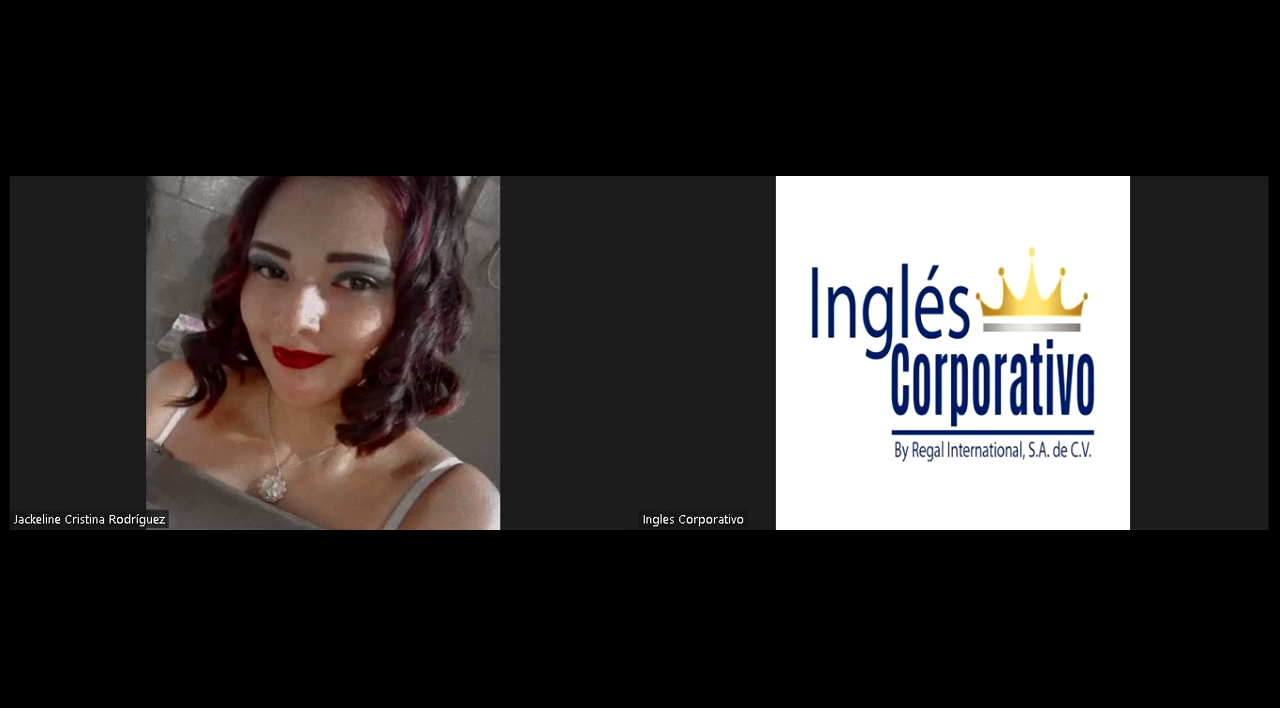 Inglés
Corporativo
By Regal International, S.A. de C.V.
Jackeline Cristina Rodríguez
Ingles Corporativo